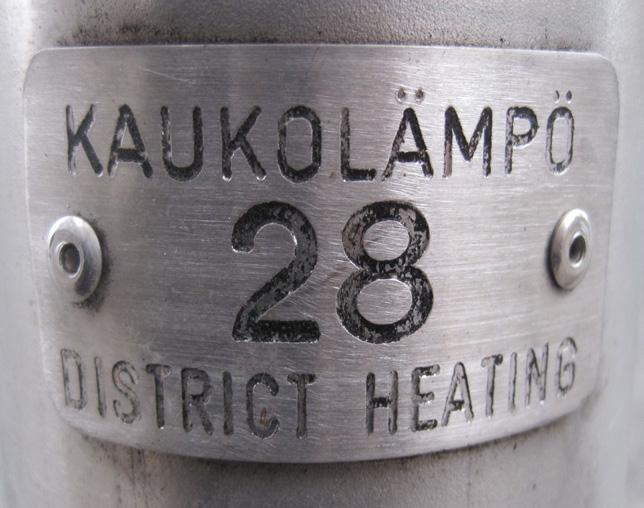 KAUKOLÄMPÖ
28
DISTRICT HEATING